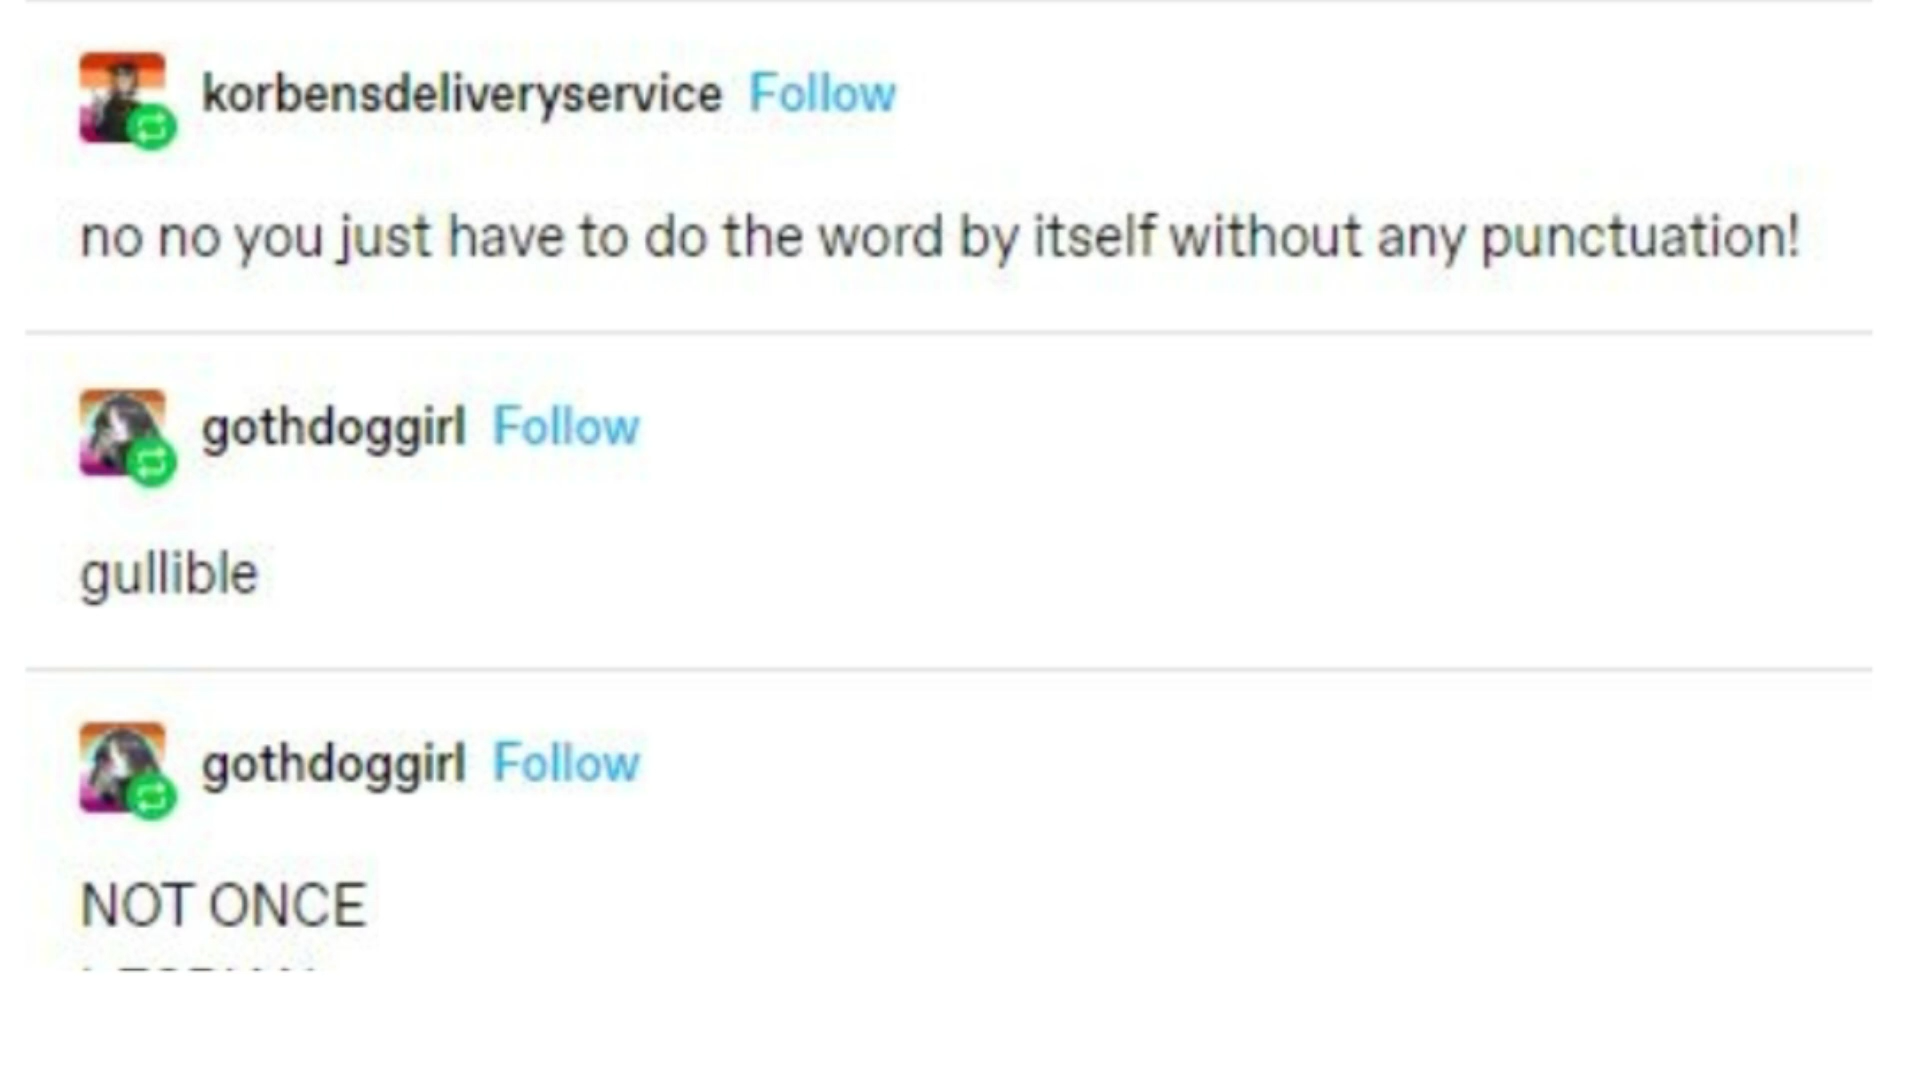 korbensdeliveryservice Follow
no no you just have to do the word by itself without any punctuation!
gothdoggirl Follow
gullible
gothdoggirl Follow
NOT ONCE